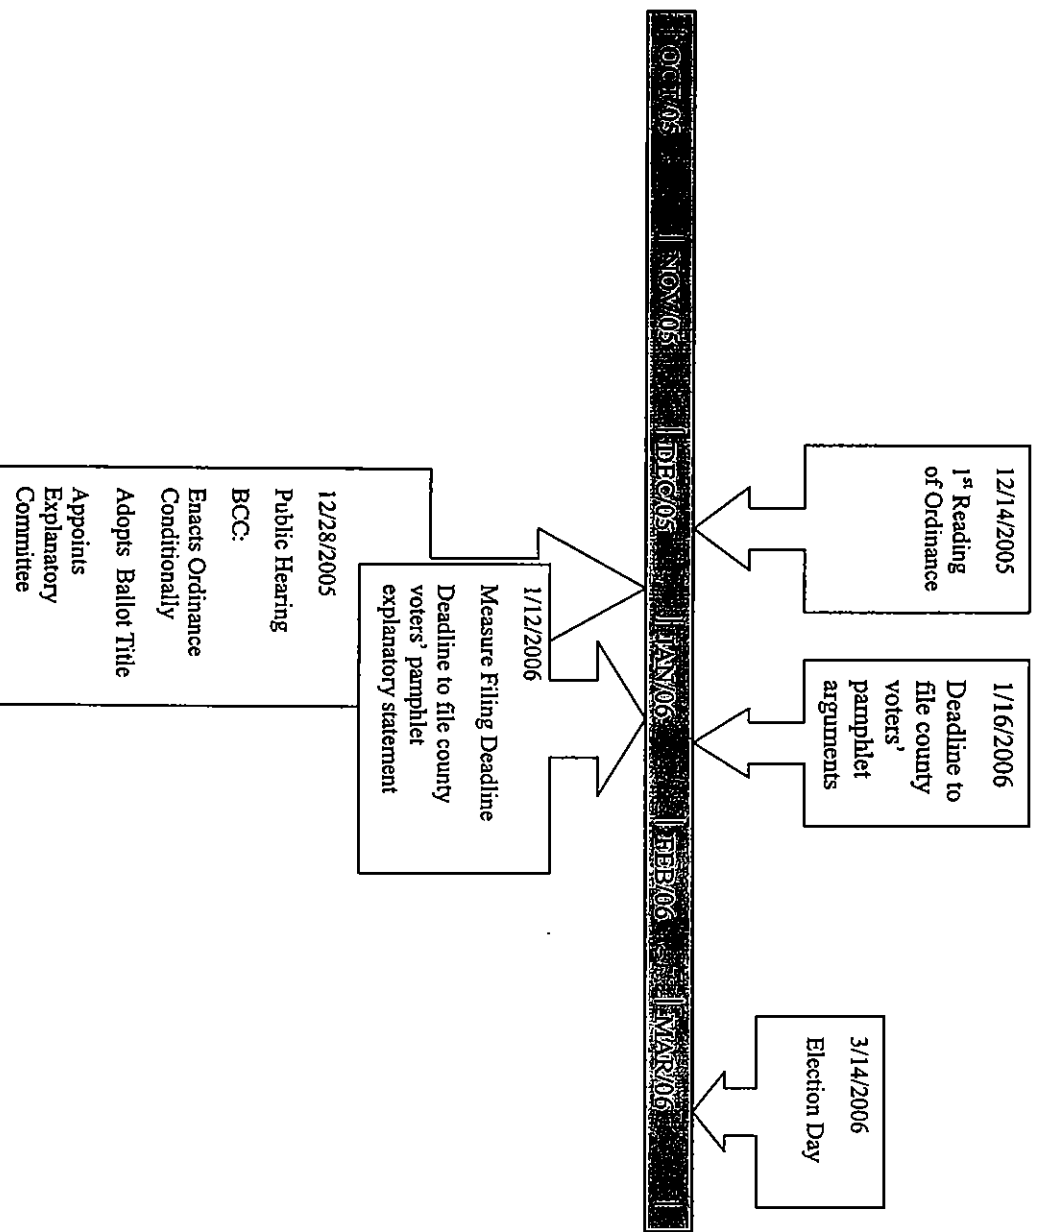 12/14/2005
1st Reading
of Ordinance
1/16/2006
Deadline to
file county
voters'
pamphlet
arguments
3/14/2006
Election Day
OCT/05
NOV/05
DEC/05
JAN/06
FEB/06
MAR/06
12/28/2005
Public Hearing
BCC:
Enacts Ordinance
Conditionally
Adopts Ballot Title
Appoints
Explanatory
Committee
1/12/2006
Measure Filing Deadline
Deadline to file county
voters' pamphlet
explanatory statement